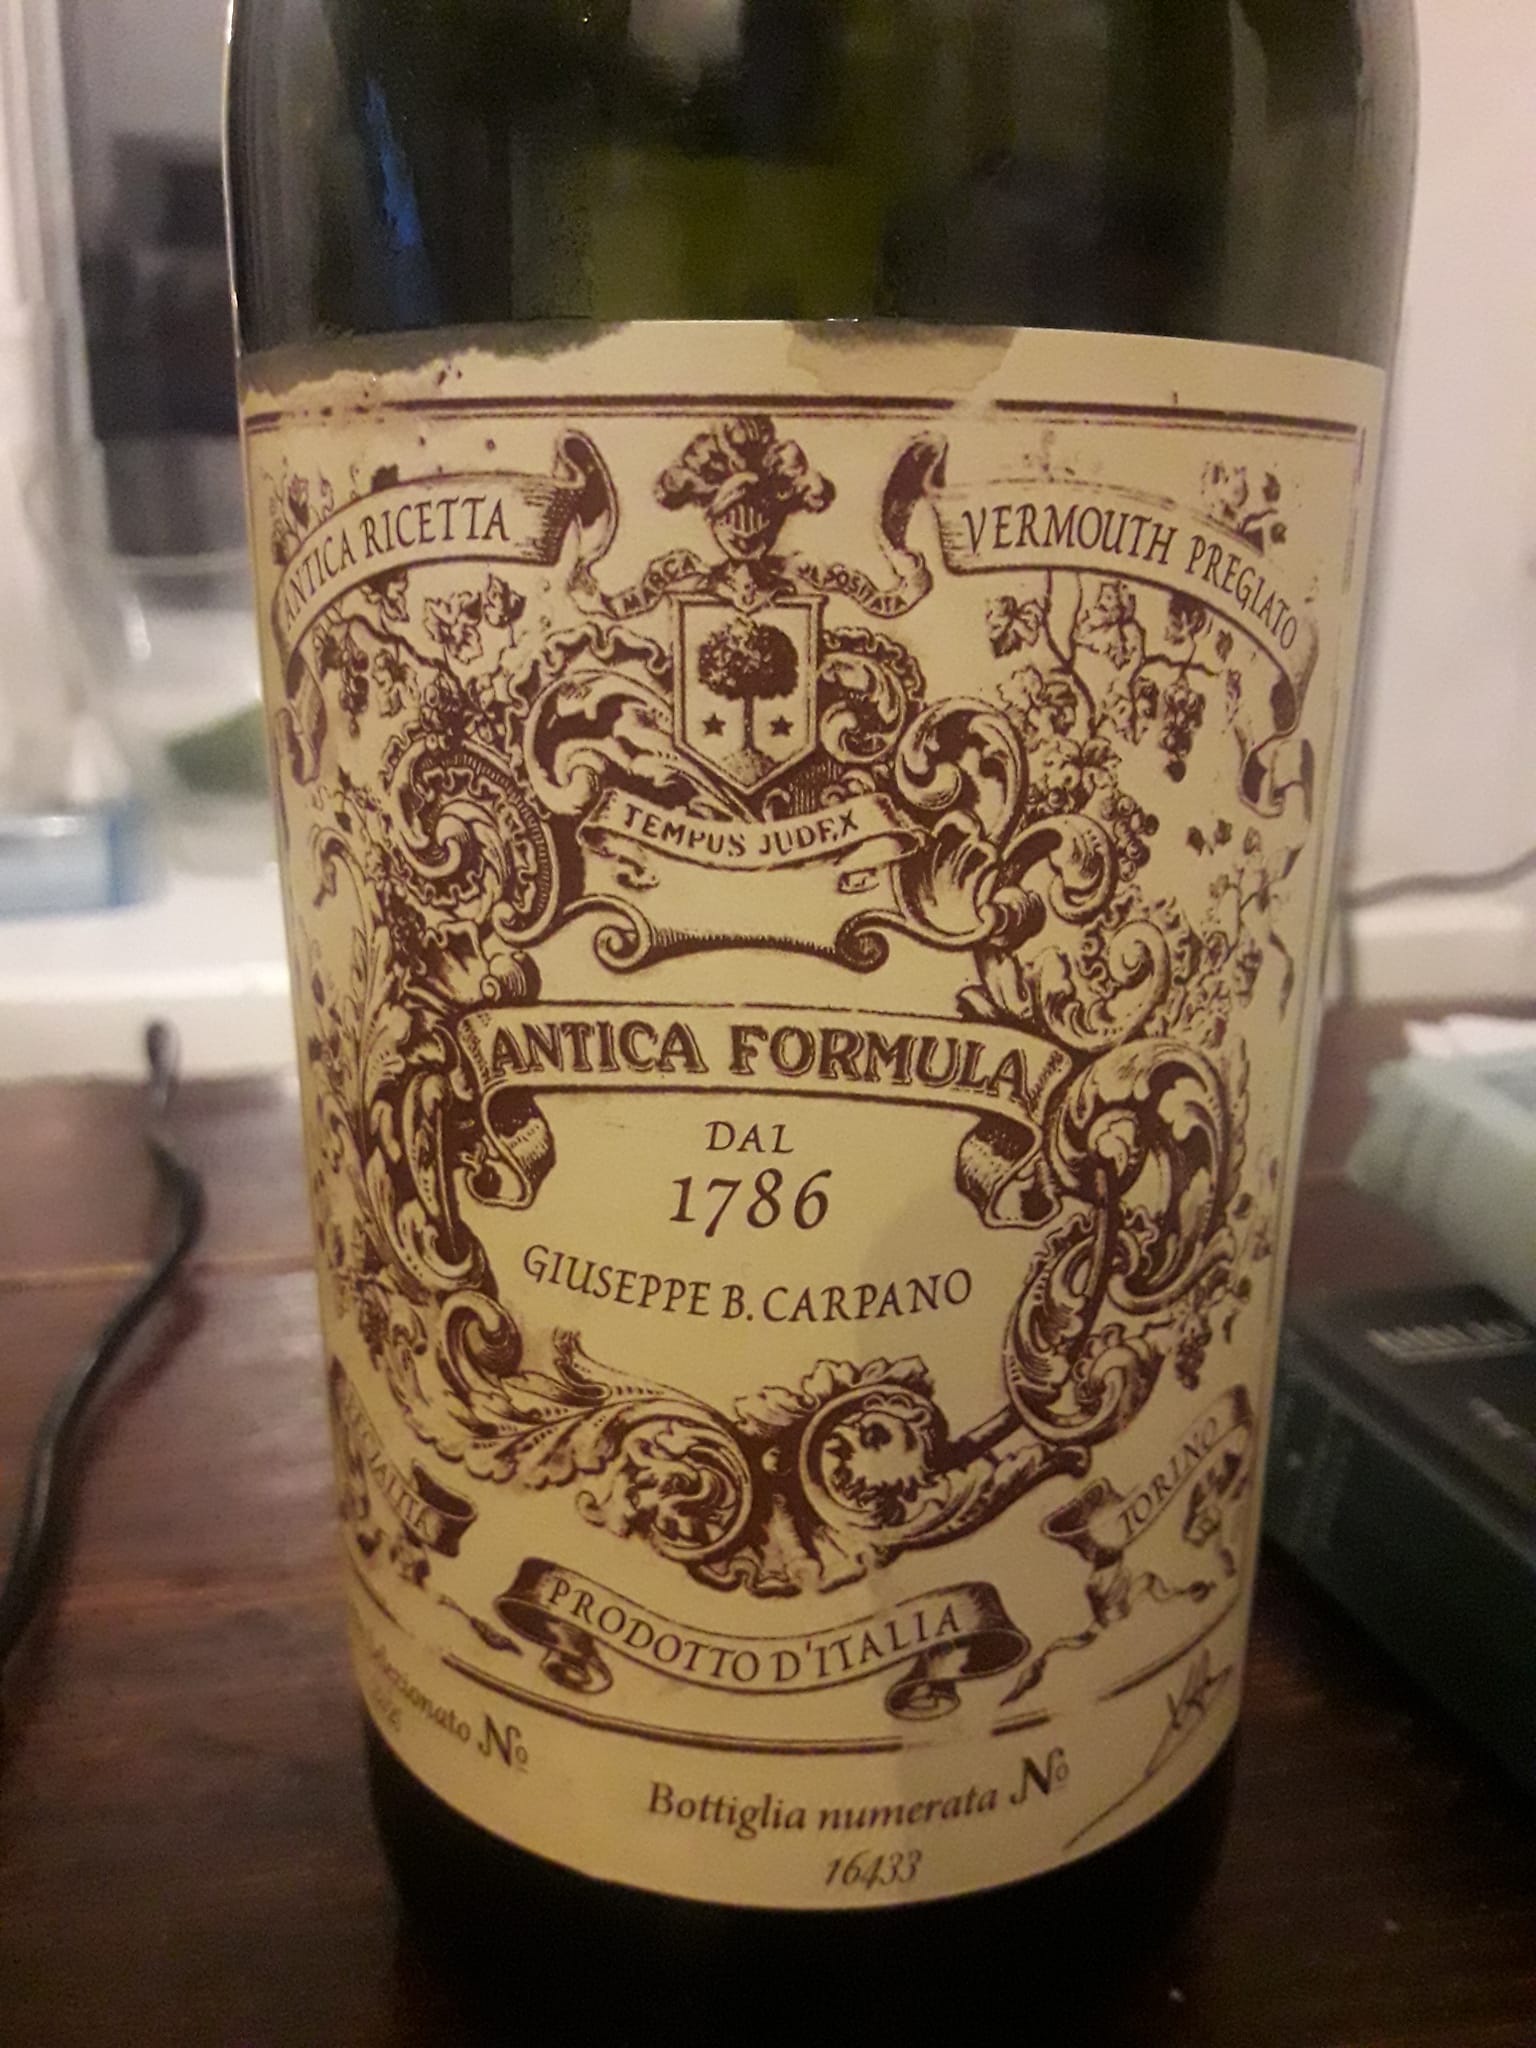 ANTICA RICETTA
VERMOUTH PREGIATO
MARCA DEPOSITATA
TEMPUS JUDEX
ANTICA FORMULA
DAL
1786
GIUSEPPE B. CARPANO
TORINO
PRODOTTO D'ITALIA
Nº
Bottiglia numerata Nº
16433